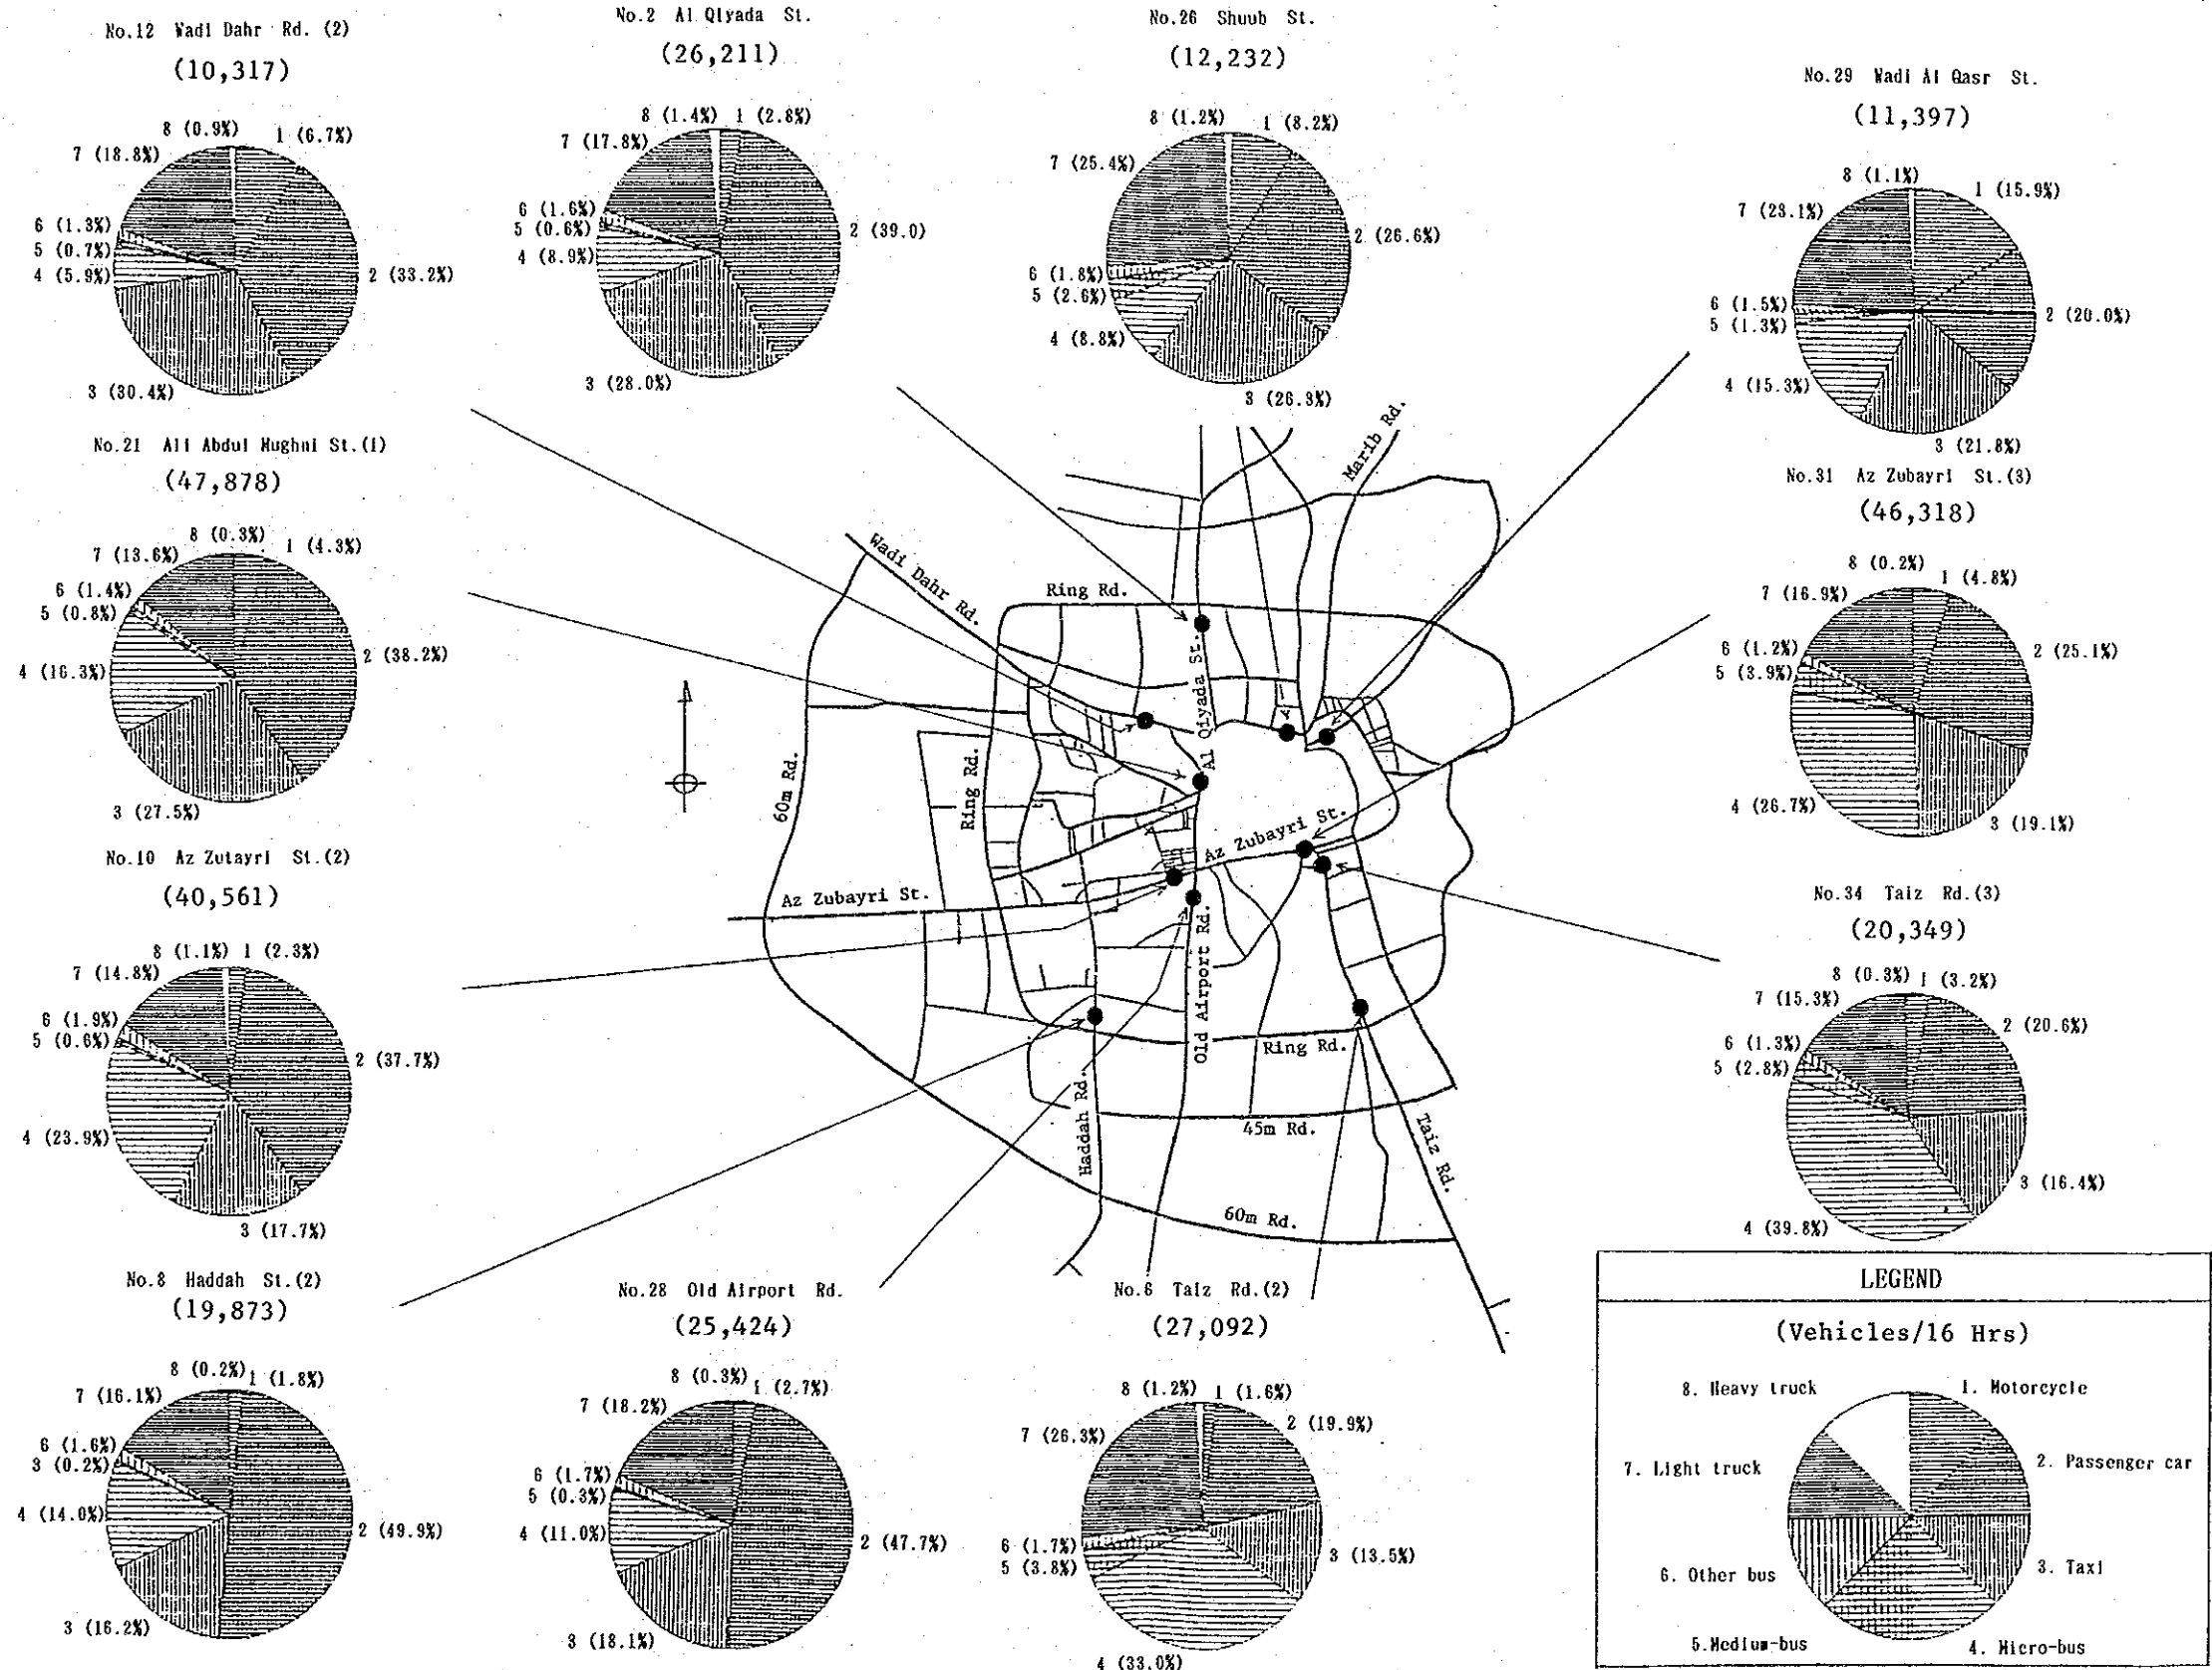 No.12 Wadi Dahr Rd. (2)
(10,317)
8 (0.9%)
1 (6.7%)
7 (18.8%)
6 (1.3%)
5 (0.7%)
4 (5.9%)
2 (33.2%)
3 (30.4%)
No.2 Al Qiyada St.
(26,211)
8 (1.4%)
1 (2.8%)
7 (17.8%)
6 (1.6%)
5 (0.6%)
4 (8.9%)
2 (39.0)
3 (28.0%)
No.26 Shuub St.
(12,232)
8 (1.2%)
1 (8.2%)
7 (25.4%)
2 (26.6%)
6 (1.8%)
5 (2.6%)
4 (8.8%)
3 (26.3%)
No.29 Wadi Al Qasr St.
(11,397)
8 (1.1%)
1 (15.9%)
7 (23.1%)
6 (1.5%)
5 (1.3%)
2 (20.0%)
4 (15.3%)
3 (21.8%)
No.21 Ali Abdul Mughni St.(1)
(47,878)
8 (0.3%)
1 (4.3%)
7 (13.6%)
6 (1.4%)
5 (0.8%)
2 (38.2%)
4 (16.3%)
3 (27.5%)
No.31 Az Zubayri St.(3)
(46,318)
8 (0.2%)
1 (4.8%)
7 (16.9%)
6 (1.2%)
5 (3.9%)
2 (25.1%)
4 (26.7%)
3 (19.1%)
Marib Rd.
Wadi Dahr Rd.
Ring Rd.
Al Qiyada St.
60m Rd.
Ring Rd.
Az Zubayri St.
Az Zubayri St.
Old Airport Rd.
Ring Rd.
Haddah Rd.
45m Rd.
Taiz Rd.
60m Rd.
No.10 Az Zutayri St.(2)
(40,561)
8 (1.1%)
1 (2.3%)
7 (14.8%)
6 (1.9%)
5 (0.6%)
2 (37.7%)
4 (23.9%)
3 (17.7%)
No.34 Taiz Rd.(3)
(20,349)
8 (0.3%)
1 (3.2%)
7 (15.3%)
2 (20.6%)
6 (1.3%)
5 (2.8%)
3 (16.4%)
4 (39.8%)
No.8 Haddah St.(2)
(19,873)
8 (0.2%)
1 (1.8%)
7 (16.1%)
6 (1.6%)
3 (0.2%)
4 (14.0%)
2 (49.9%)
3 (16.2%)
No.28 Old Airport Rd.
(25,424)
8 (0.3%)
1 (2.7%)
7 (18.2%)
6 (1.7%)
5 (0.3%)
4 (11.0%)
2 (47.7%)
3 (18.1%)
No.6 Taiz Rd.(2)
(27,092)
8 (1.2%)
1 (1.6%)
7 (26.3%)
2 (19.9%)
6 (1.7%)
5 (3.8%)
3 (13.5%)
4 (33.0%)
LEGEND
(Vehicles/16 Hrs)
8. Heavy truck
1. Motorcycle
7. Light truck
2. Passenger car
6. Other bus
3. Taxi
5.Medium-bus
4. Micro-bus